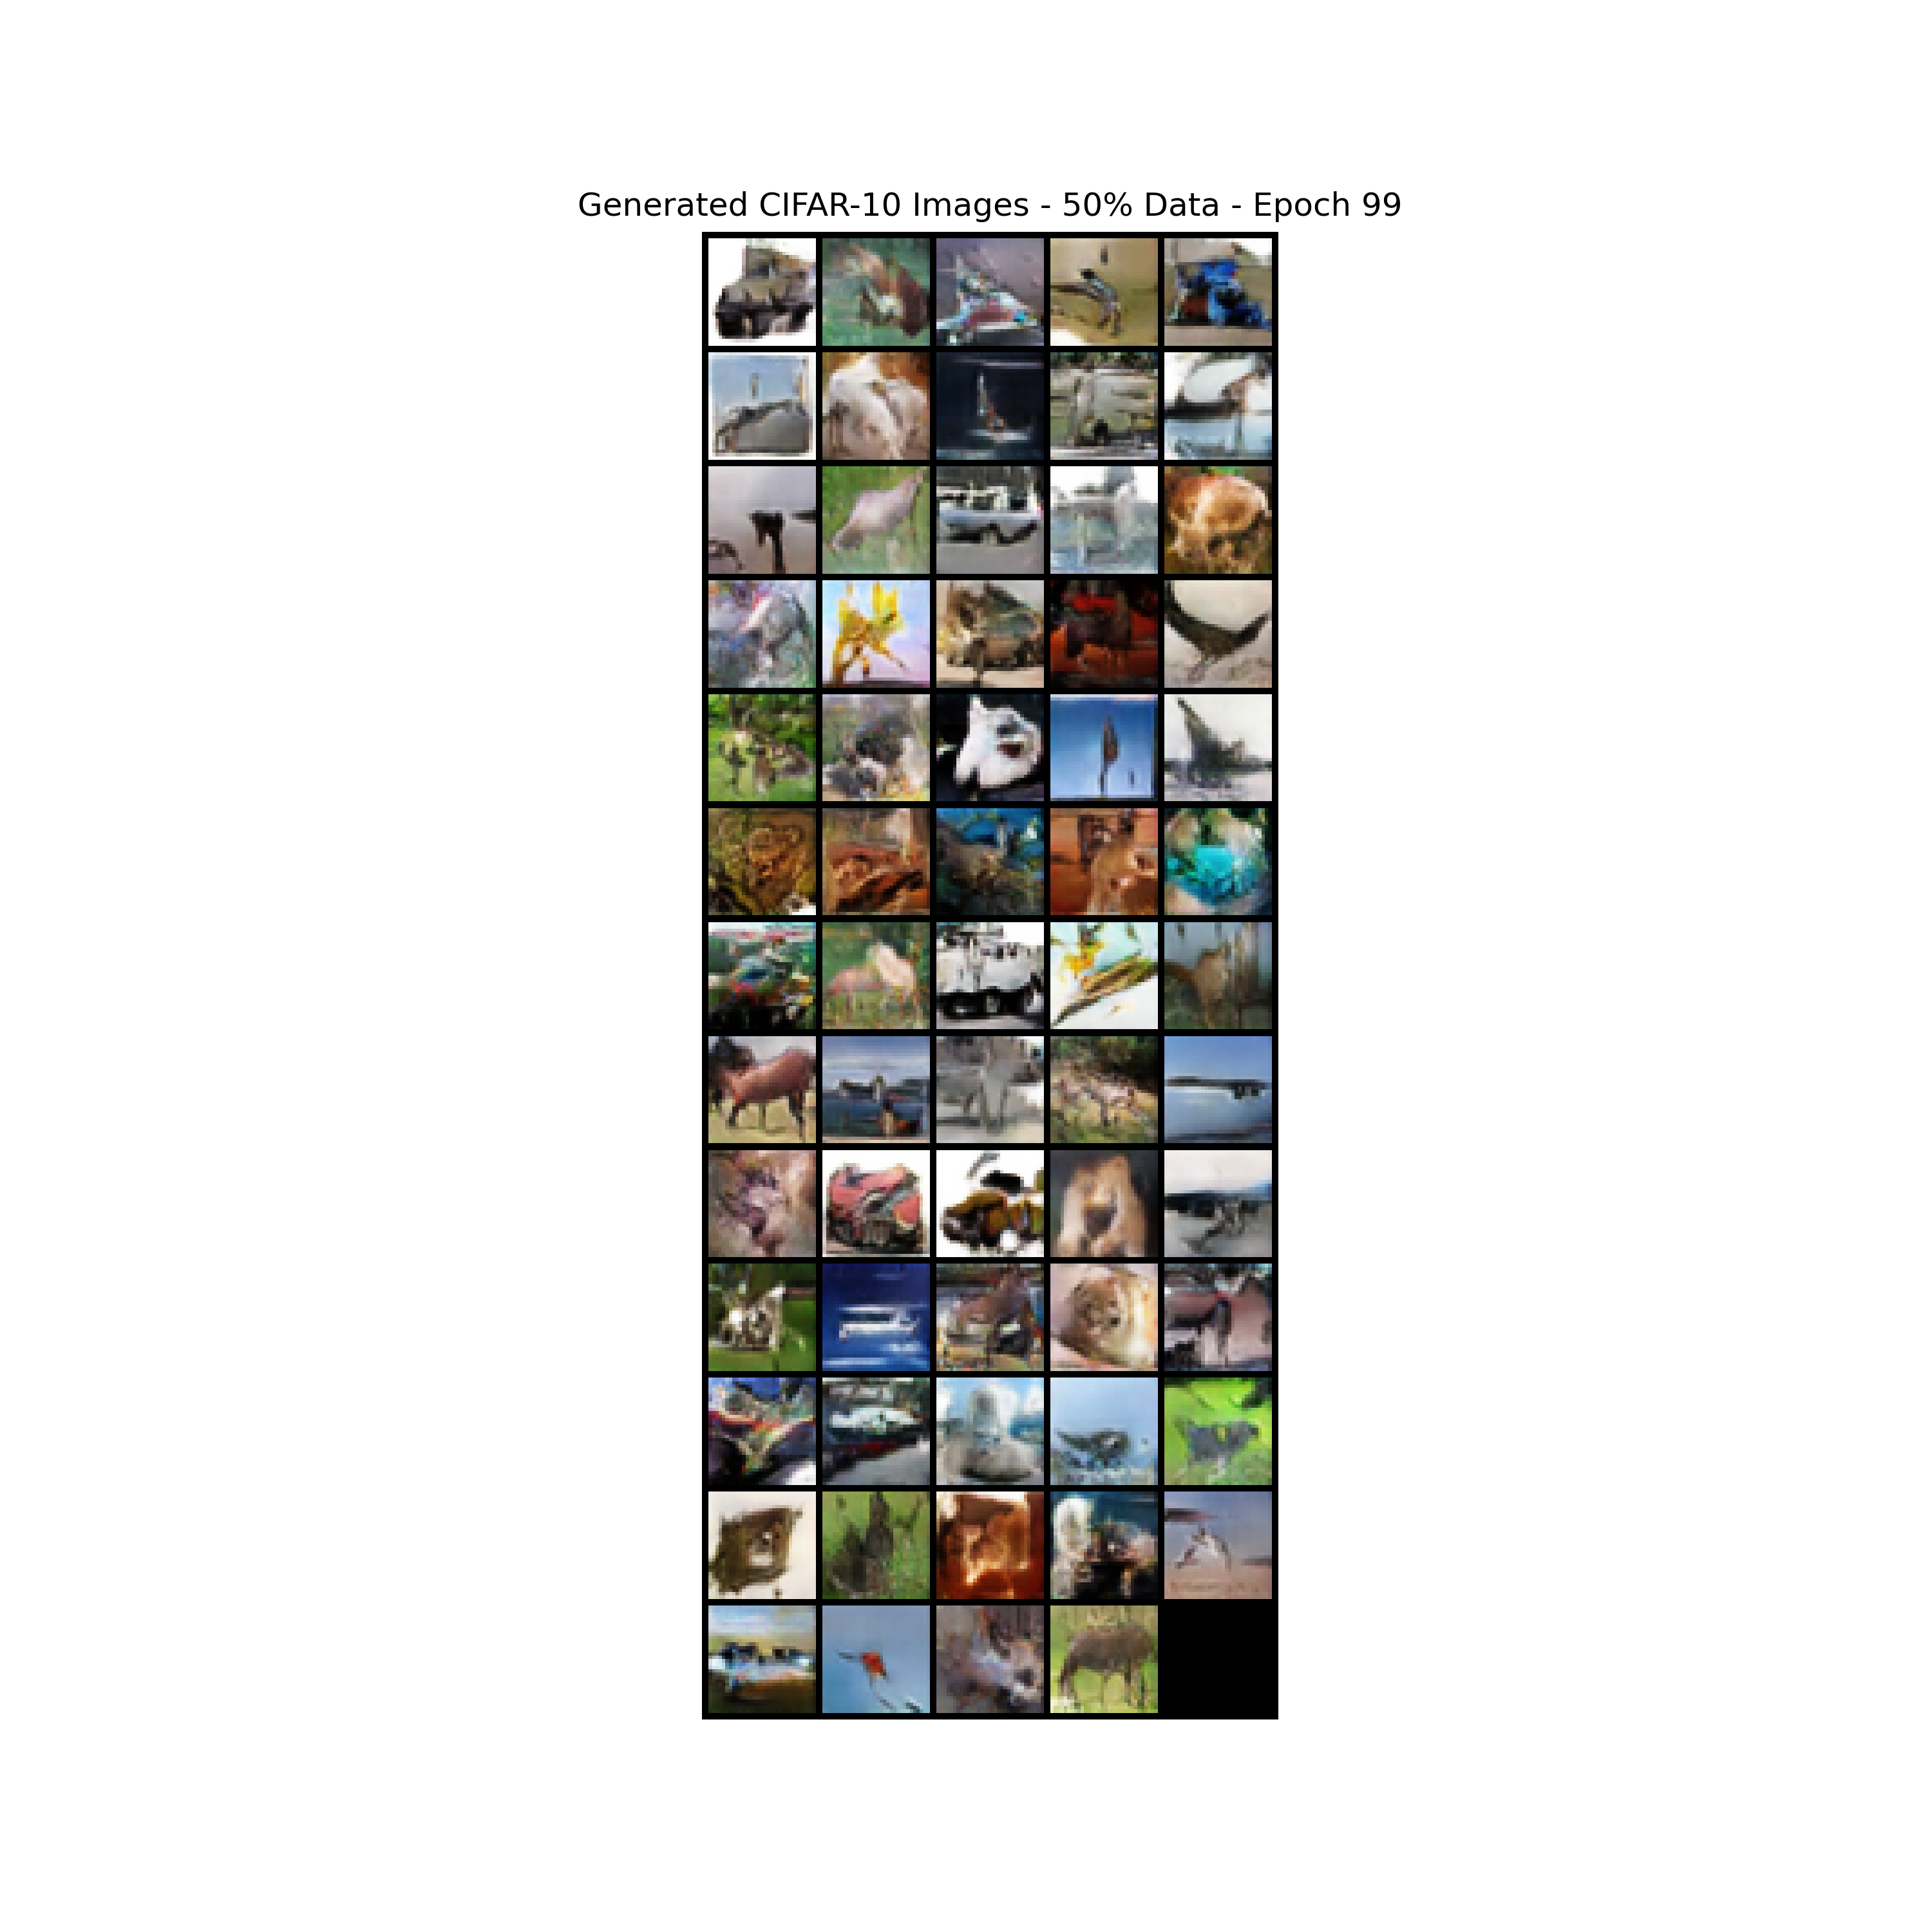 Generated CIFAR-10 Images - 50% Data - Epoch 99